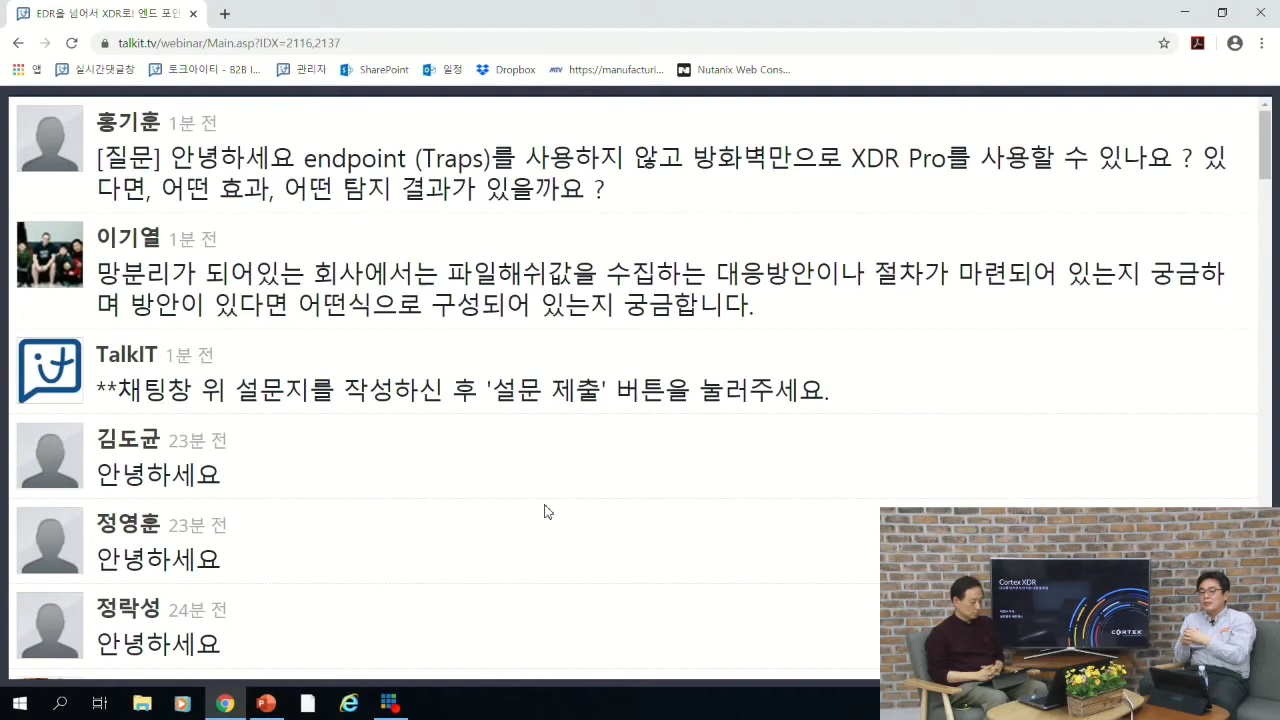 EDR을 넘어서 XDR로! 엔드 포인
talkit.tv/webinar/Main.asp?IDX=2116,2137
앱 실시간댓글창 토크아이티 - B2B I... 관리자 SharePoint 일정 Dropbox https://manufacturi... Nutanix Web Cons...
홍기훈 1분 전
[질문] 안녕하세요 endpoint (Traps)를 사용하지 않고 방화벽만으로 XDR Pro를 사용할 수 있나요 ? 있
다면, 어떤 효과, 어떤 탐지 결과가 있을까요 ?
이기열 1분 전
망분리가 되어있는 회사에서는 파일해쉬값을 수집하는 대응방안이나 절차가 마련되어 있는지 궁금하
며 방안이 있다면 어떤식으로 구성되어 있는지 궁금합니다.
TalkIT 1분 전
**채팅창 위 설문지를 작성하신 후 '설문 제출' 버튼을 눌러주세요.
김도균 23분 전
안녕하세요
정영훈 23분 전
안녕하세요
정락성 24분 전
안녕하세요
Cortex XDR
CORTEX